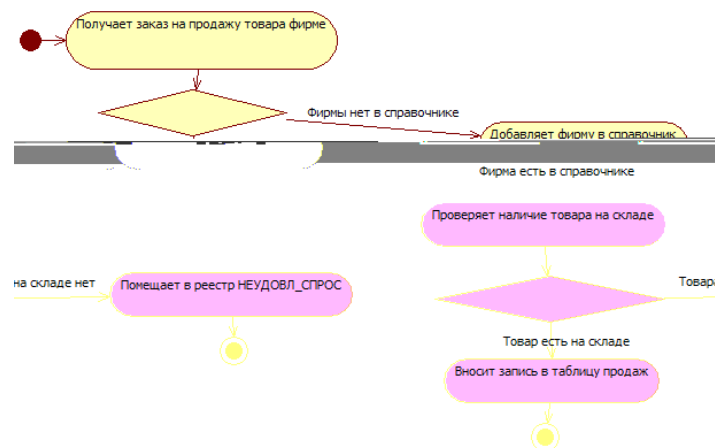 Получает заказ на продажу товара фирме
Фирмы нет в справочнике
Добавляет фирму в справочник
Фирма есть в справочнике
Проверяет наличие товара на складе
на складе нет
Помещает в реестр НЕУДОВЛ_СПРОС
Товар есть на складе
Вносит запись в таблицу продаж